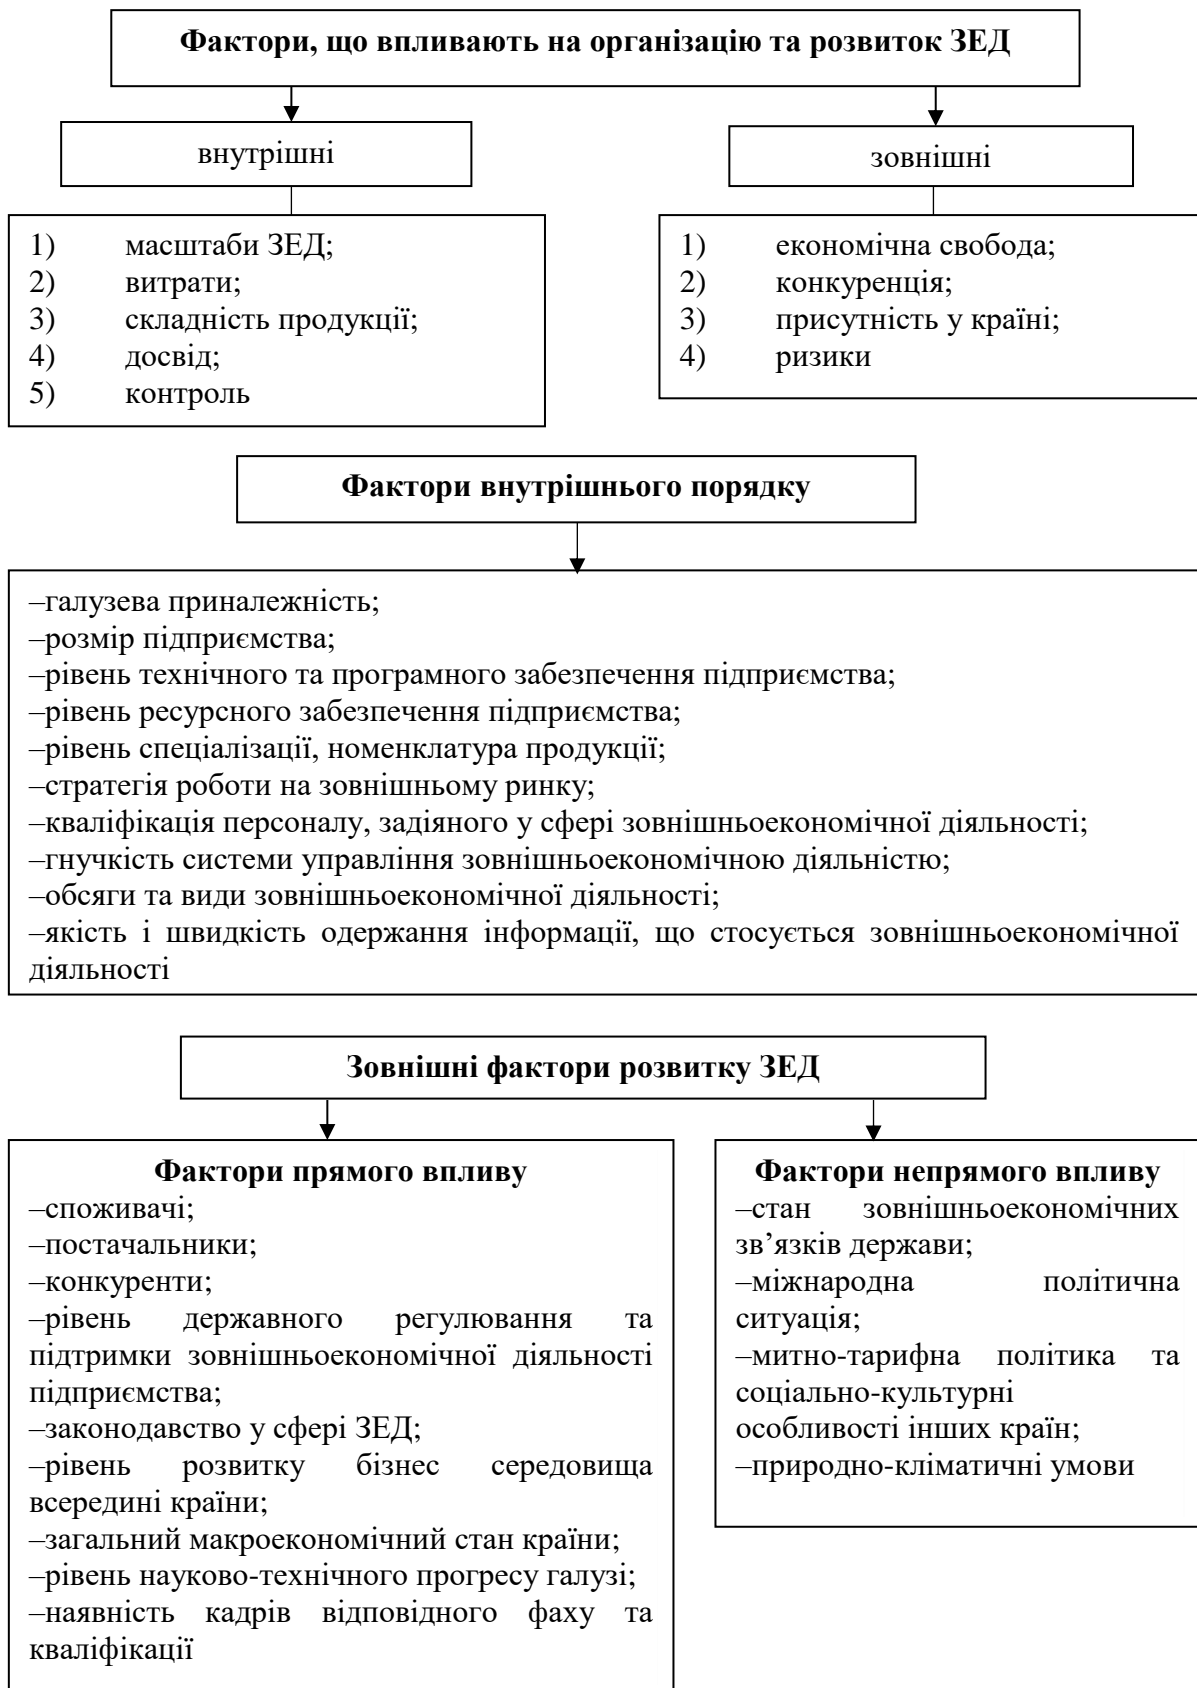 Фактори, що впливають на організацію та розвиток ЗЕД
внутрішні
зовнішні
1) масштаби ЗЕД;
2) витрати;
3) складність продукції;
4) досвід;
5) контроль
1) економічна свобода;
2) конкуренція;
3) присутність у країні;
4) ризики
Фактори внутрішнього порядку
–галузева приналежність;
–розмір підприємства;
–рівень технічного та програмного забезпечення підприємства;
–рівень ресурсного забезпечення підприємства;
–рівень спеціалізації, номенклатура продукції;
–стратегія роботи на зовнішньому ринку;
–кваліфікація персоналу, задіяного у сфері зовнішньоекономічної діяльності;
–гнучкість системи управління зовнішньоекономічною діяльністю;
–обсяги та види зовнішньоекономічної діяльності;
–якість і швидкість одержання інформації, що стосується зовнішньоекономічної
діяльності
Зовнішні фактори розвитку ЗЕД
Фактори прямого впливу
–споживачі;
–постачальники;
–конкуренти;
–рівень державного регулювання та
підтримки зовнішньоекономічної діяльності
підприємства;
–законодавство у сфері ЗЕД;
–рівень розвитку бізнес середовища
всередині країни;
–загальний макроекономічний стан країни;
–рівень науково-технічного прогресу галузі;
–наявність кадрів відповідного фаху та
кваліфікації
Фактори непрямого впливу
–стан зовнішньоекономічних
зв’язків держави;
–міжнародна політична
ситуація;
–митно-тарифна політика та
соціально-культурні
особливості інших країн;
–природно-кліматичні умови